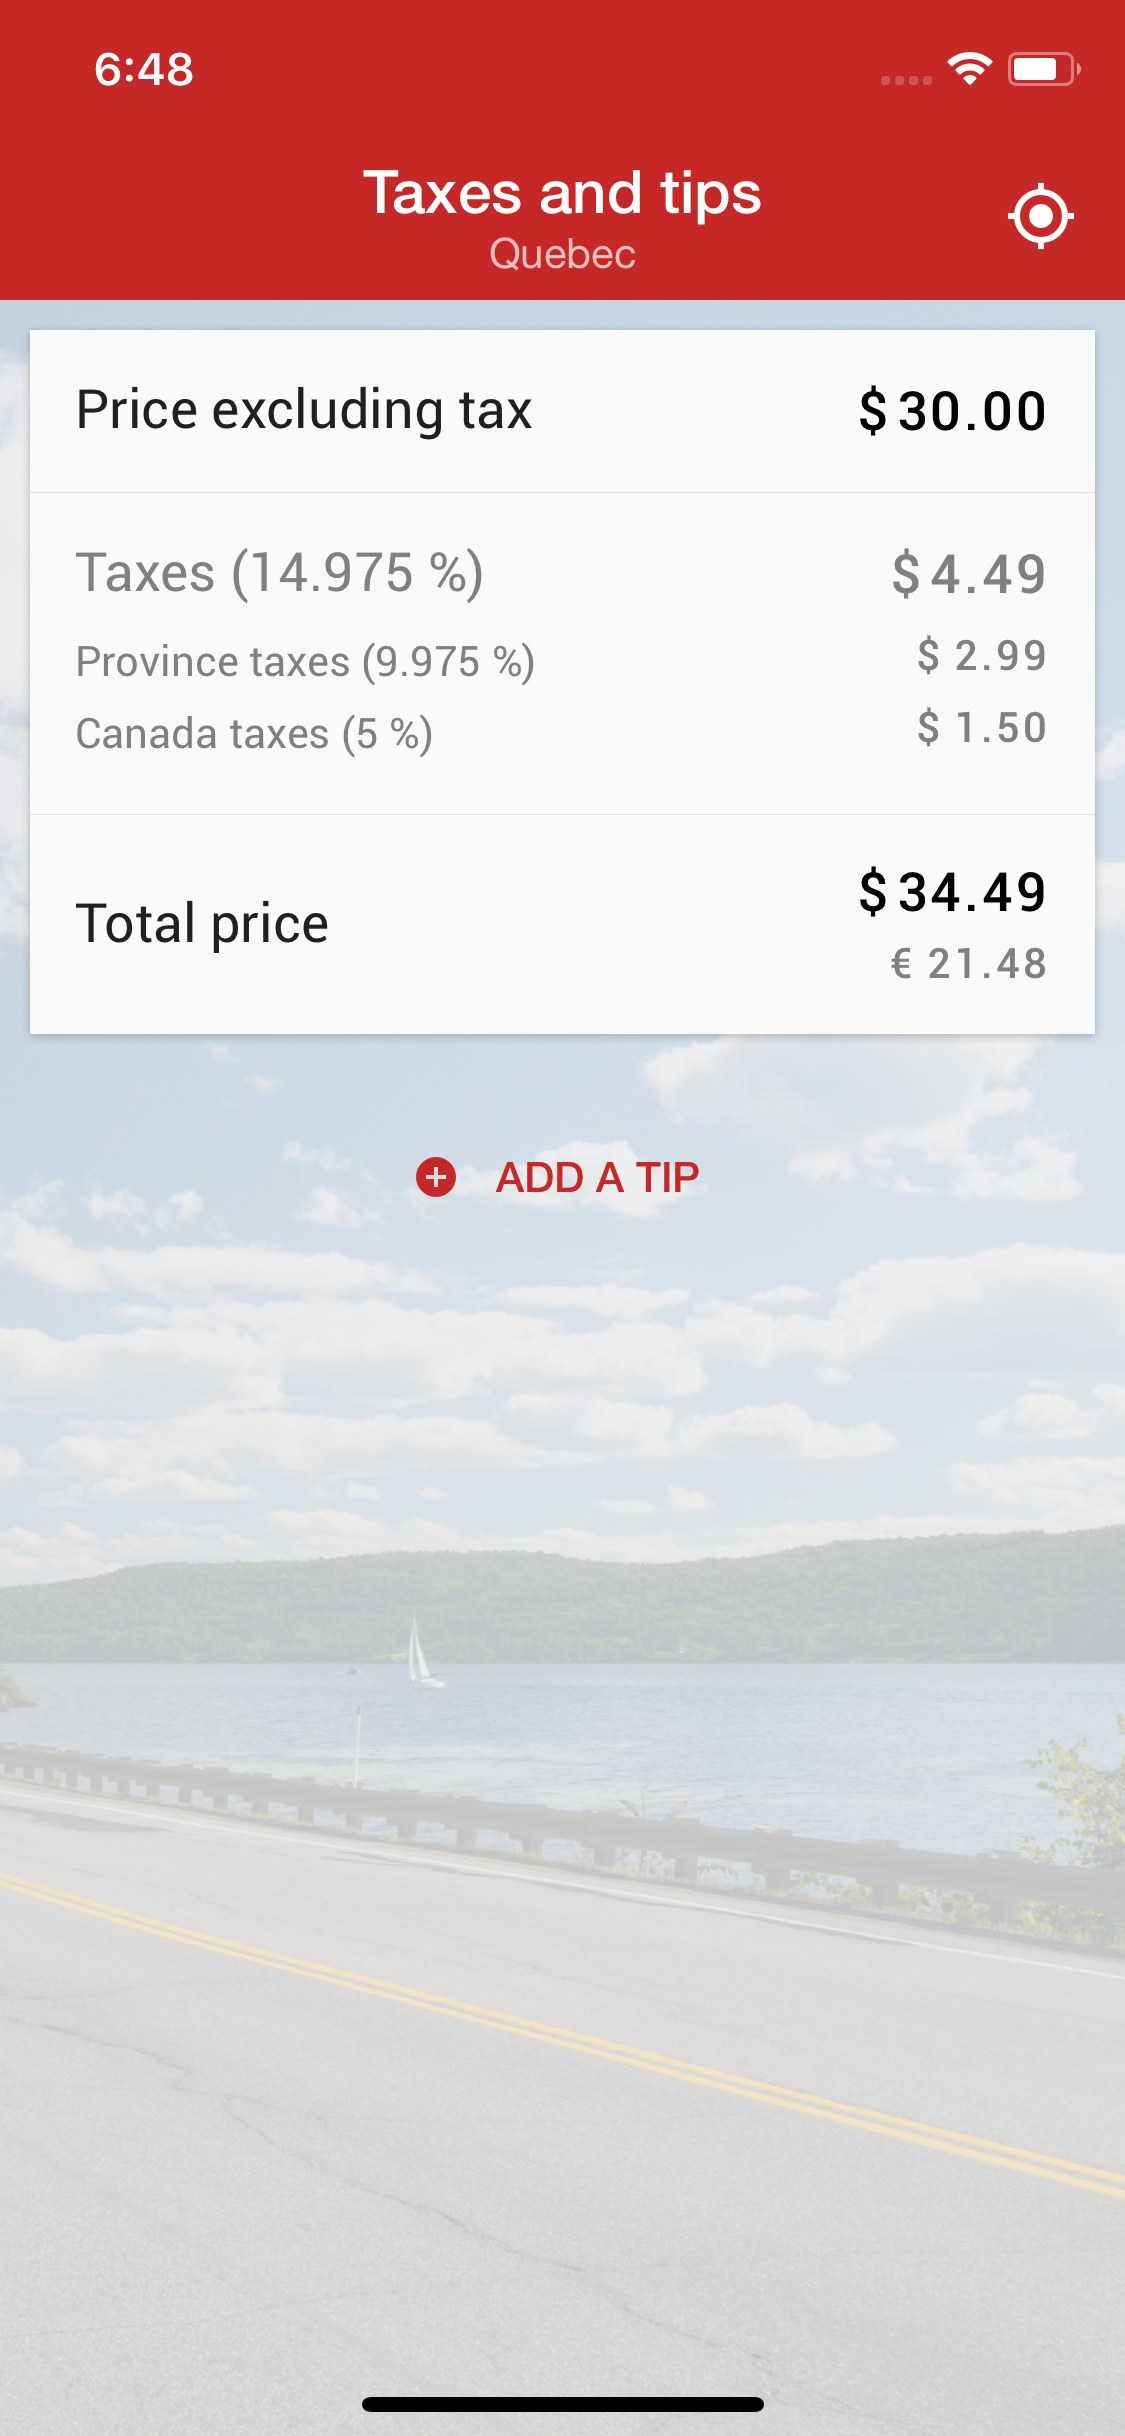 6:48
Taxes and tips
Quebec
Price excluding tax $ 30.00
Taxes (14.975 %) $ 4.49
Province taxes (9.975 %) $ 2.99
Canada taxes (5 %) $ 1.50
Total price $ 34.49
€ 21.48
ADD A TIP